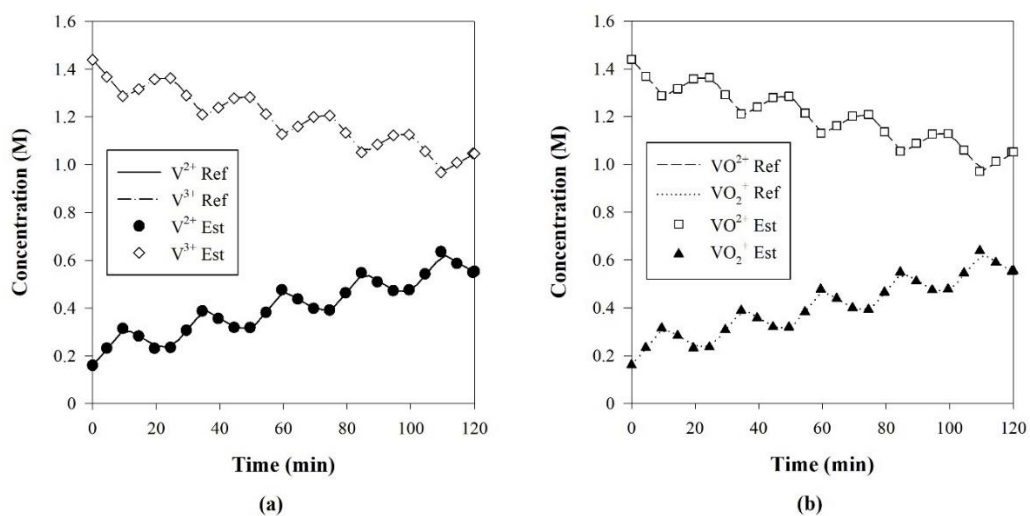 1.6
1.4
1.2
1.0
0.8
0.6
0.4
0.2
0
Concentration (M)
V²⁺ Ref
V³⁺ Ref
V²⁺ Est
V³⁺ Est
0 20 40 60 80 100 120
Time (min)
(a)
1.6
1.4
1.2
1.0
0.8
0.6
0.4
0.2
0
Concentration (M)
VO²⁺ Ref
VO₂⁺ Ref
VO²⁺ Est
VO₂⁺ Est
0 20 40 60 80 100 120
Time (min)
(b)